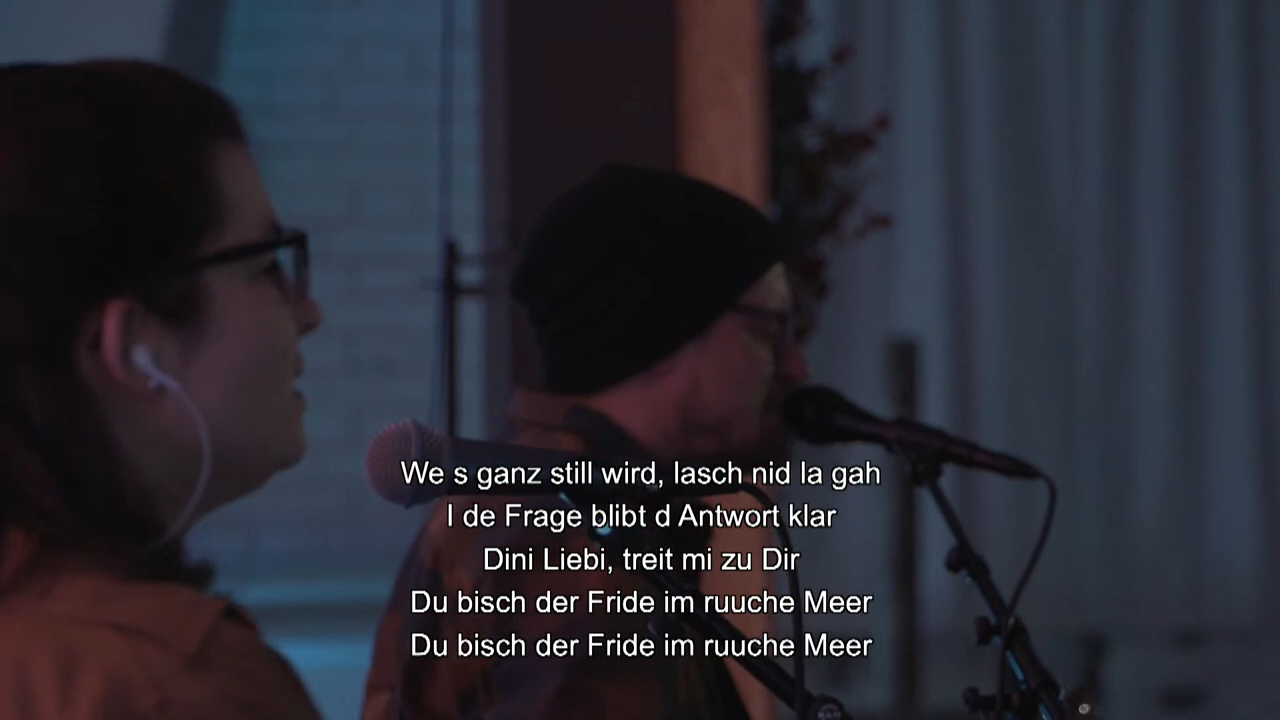 We s ganz still wird, lasch nid la gah
I de Frage blibt d Antwort klar
Dini Liebi, treit mi zu Dir
Du bisch der Fride im ruuche Meer
Du bisch der Fride im ruuche Meer